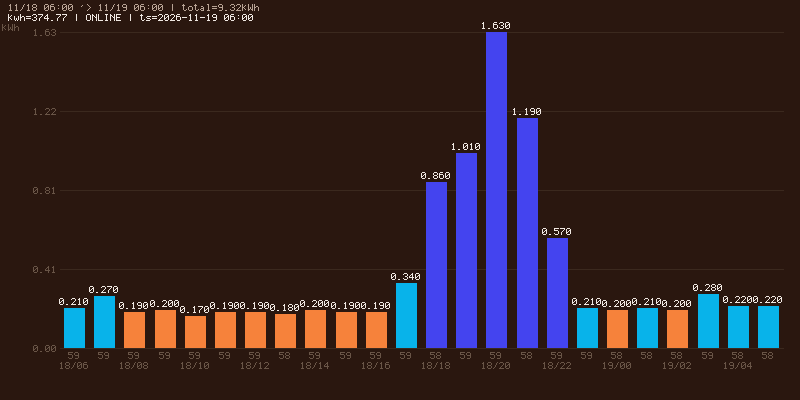 11/18 06:00 -> 11/19 06:00 | total=9.32kWh
Kwh=374.77 | ONLINE | ts=2026-11-19 06:00
kWh
1.63
1.22
0.81
0.41
0.00
0.210 0.270 0.190 0.200 0.170 0.190 0.190 0.180 0.200 0.190 0.190 0.340 0.860 1.010 1.630 1.190 0.570 0.210 0.200 0.210 0.200 0.280 0.220 0.220
59 59 59 59 59 59 59 58 59 59 59 59 58 59 59 58 59 59 58 58 58 59 58 58
18/06 18/08 18/10 18/12 18/14 18/16 18/18 18/20 18/22 19/00 19/02 19/04